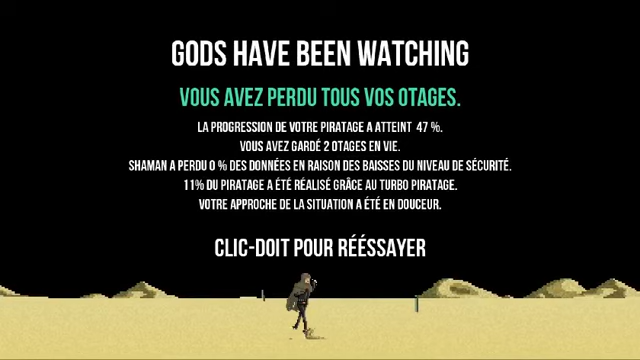 GODS HAVE BEEN WATCHING
VOUS AVEZ PERDU TOUS VOS OTAGES.
LA PROGRESSION DE VOTRE PIRATAGE A ATTEINT 47 %.
VOUS AVEZ GARDÉ 2 OTAGES EN VIE.
SHAMAN A PERDU 0 % DES DONNÉES EN RAISON DES BAISSES DU NIVEAU DE SÉCURITÉ.
11% DU PIRATAGE A ÉTÉ RÉALISÉ GRÂCE AU TURBO PIRATAGE.
VOTRE APPROCHE DE LA SITUATION A ÉTÉ EN DOUCEUR.
CLIC-DOIT POUR RÉÉSSAYER